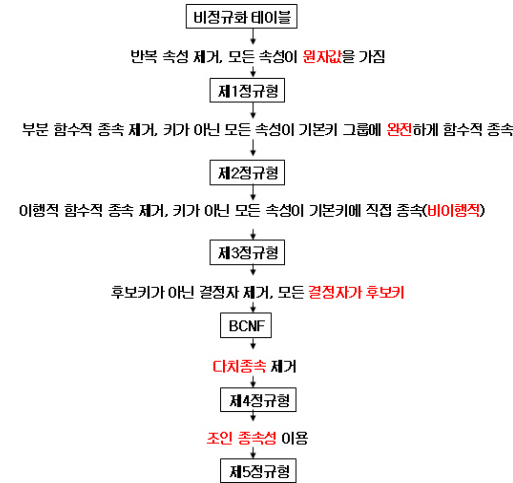 비정규화 테이블
반복 속성 제거, 모든 속성이 원자값을 가짐
제1정규형
부분 함수적 종속 제거, 키가 아닌 모든 속성이 기본키 그룹에 완전하게 함수적 종속
제2정규형
이행적 함수적 종속 제거, 키가 아닌 모든 속성이 기본키에 직접 종속(비이행적)
제3정규형
후보키가 아닌 결정자 제거, 모든 결정자가 후보키
BCNF
다치종속 제거
제4정규형
조인 종속성 이용
제5정규형